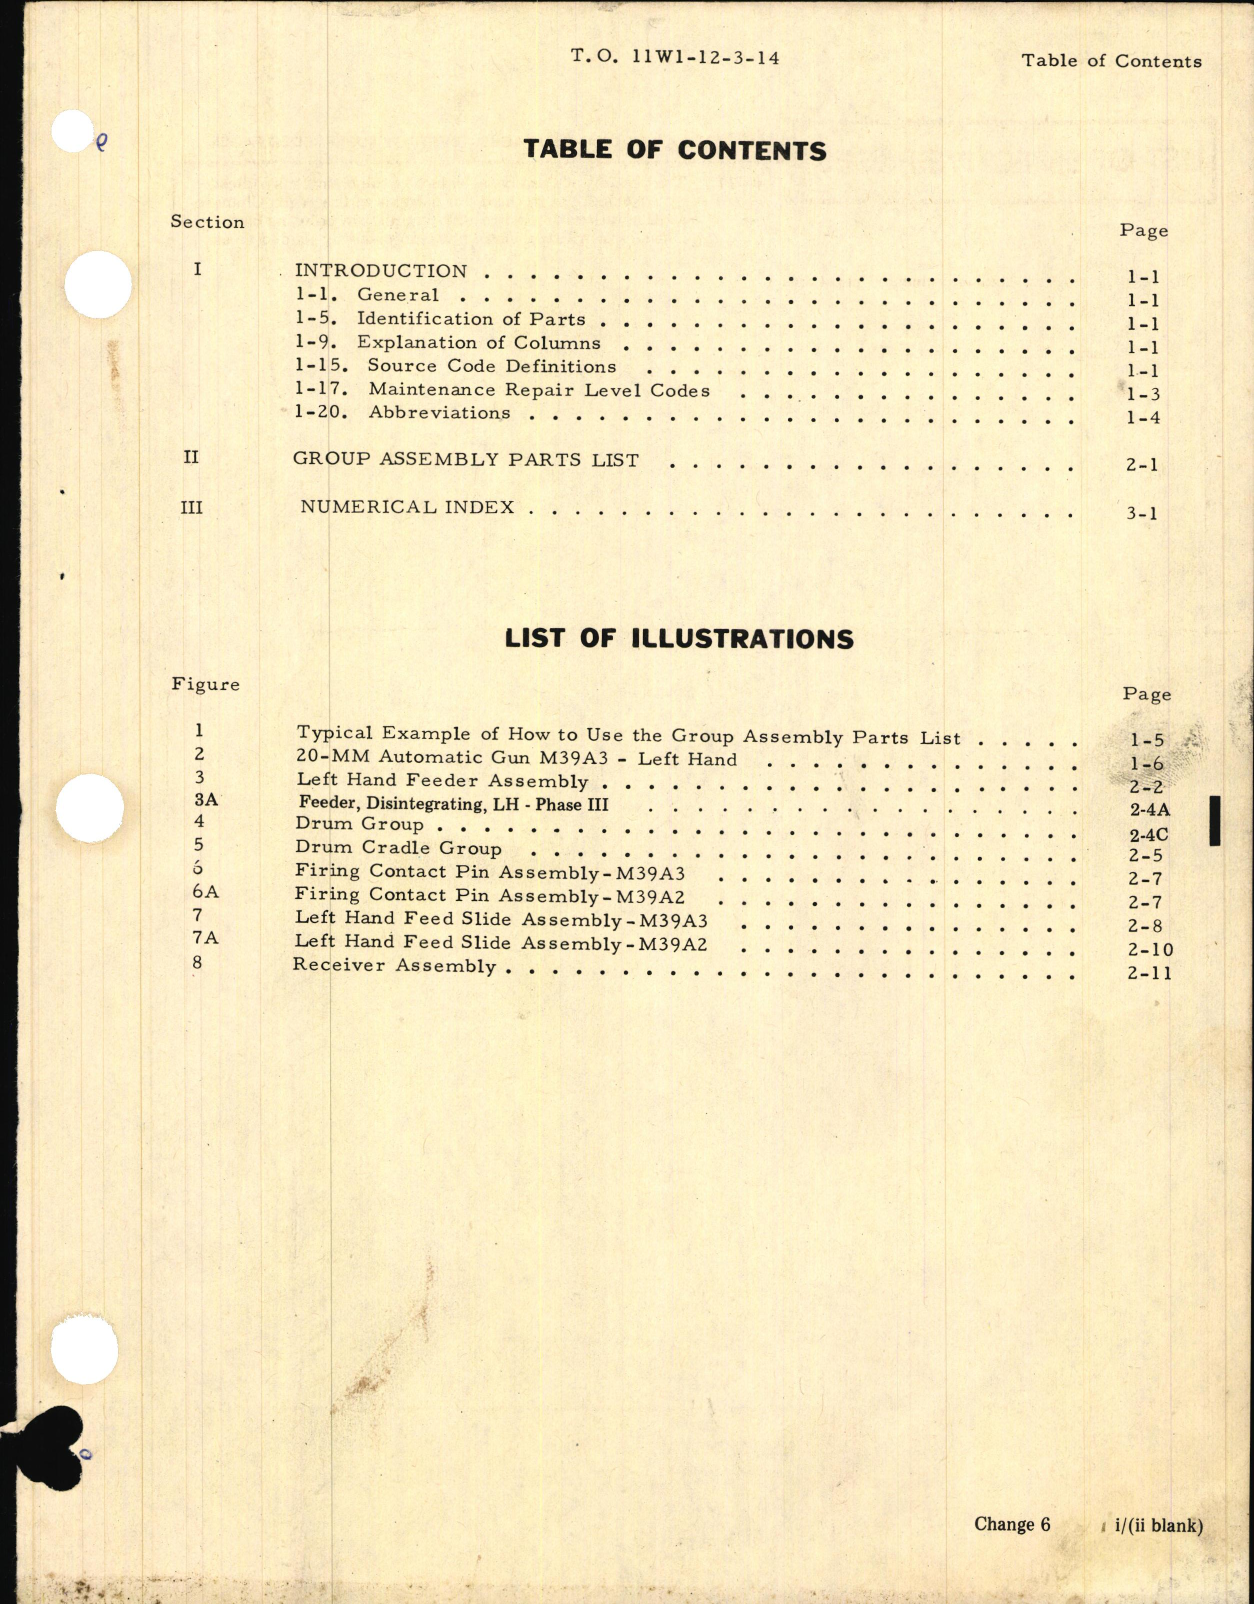 T.O. 11W1-12-3-14 Table of Contents
TABLE OF CONTENTS
Section Page
I INTRODUCTION . . . . . . . . . . . . . . . . . . . . . . . . . . 1-1
1-1. General . . . . . . . . . . . . . . . . . . . . . . . . . . . 1-1
1-5. Identification of Parts . . . . . . . . . . . . . . . . . . . . . 1-1
1-9. Explanation of Columns . . . . . . . . . . . . . . . . . . . . 1-1
1-15. Source Code Definitions . . . . . . . . . . . . . . . . . . . 1-1
1-17. Maintenance Repair Level Codes . . . . . . . . . . . . . . . 1-3
1-20. Abbreviations . . . . . . . . . . . . . . . . . . . . . . . . 1-4
II GROUP ASSEMBLY PARTS LIST . . . . . . . . . . . . . . . . . . 2-1
III NUMERICAL INDEX . . . . . . . . . . . . . . . . . . . . . . . . 3-1
LIST OF ILLUSTRATIONS
Figure Page
1 Typical Example of How to Use the Group Assembly Parts List . . . . . 1-5
2 20-MM Automatic Gun M39A3 - Left Hand . . . . . . . . . . . . . . 1-6
3 Left Hand Feeder Assembly . . . . . . . . . . . . . . . . . . . . . 2-2
3A Feeder, Disintegrating, LH - Phase III . . . . . . . . . . . . . . . . . . . 2-4A
4 Drum Group . . . . . . . . . . . . . . . . . . . . . . . . . . . . 2-4C
5 Drum Cradle Group . . . . . . . . . . . . . . . . . . . . . . . . 2-5
6 Firing Contact Pin Assembly-M39A3 . . . . . . . . . . . . . . . . 2-7
6A Firing Contact Pin Assembly-M39A2 . . . . . . . . . . . . . . . . 2-7
7 Left Hand Feed Slide Assembly-M39A3 . . . . . . . . . . . . . . . 2-8
7A Left Hand Feed Slide Assembly-M39A2 . . . . . . . . . . . . . . . 2-10
8 Receiver Assembly . . . . . . . . . . . . . . . . . . . . . . . . . 2-11
Change 6 i/(ii blank)